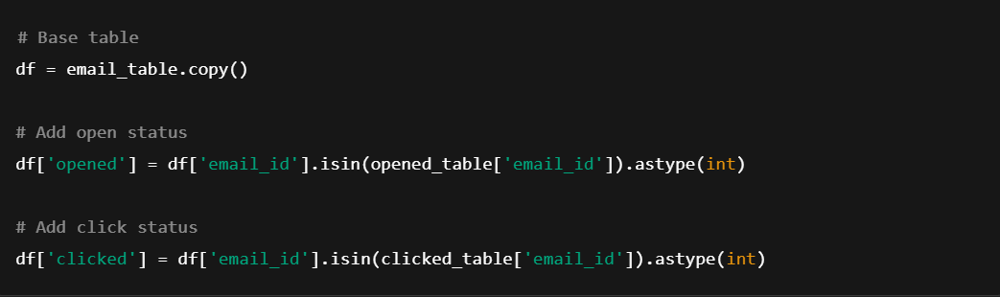 # Base table
df = email_table.copy()
# Add open status
df['opened'] = df['email_id'].isin(opened_table['email_id']).astype(int)
# Add click status
df['clicked'] = df['email_id'].isin(clicked_table['email_id']).astype(int)